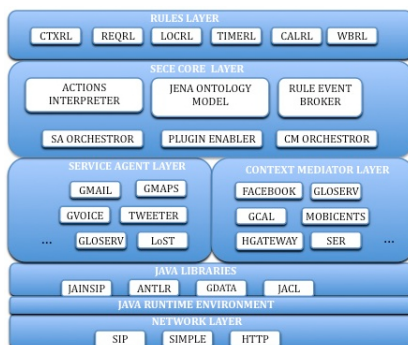 RULES LAYER
CTXRL REQRL LOCRL TIMERL CALRL WBRL
SECE CORE LAYER
ACTIONS INTERPRETER
JENA ONTOLOGY MODEL
RULE EVENT BROKER
SA ORCHESTROR PLUGIN ENABLER CM ORCHESTROR
SERVICE AGENT LAYER
GMAIL GMAPS
GVOICE TWEETER
... GLOSERV LoST
CONTEXT MEDIATOR LAYER
FACEBOOK GLOSERV
GCAL MOBICENTS
HGATEWAY SER ...
JAVA LIBRARIES
JAINSIP ANTLR GDATA JACL
JAVA RUNTIME ENVIRONMENT
NETWORK LAYER
SIP SIMPLE HTTP